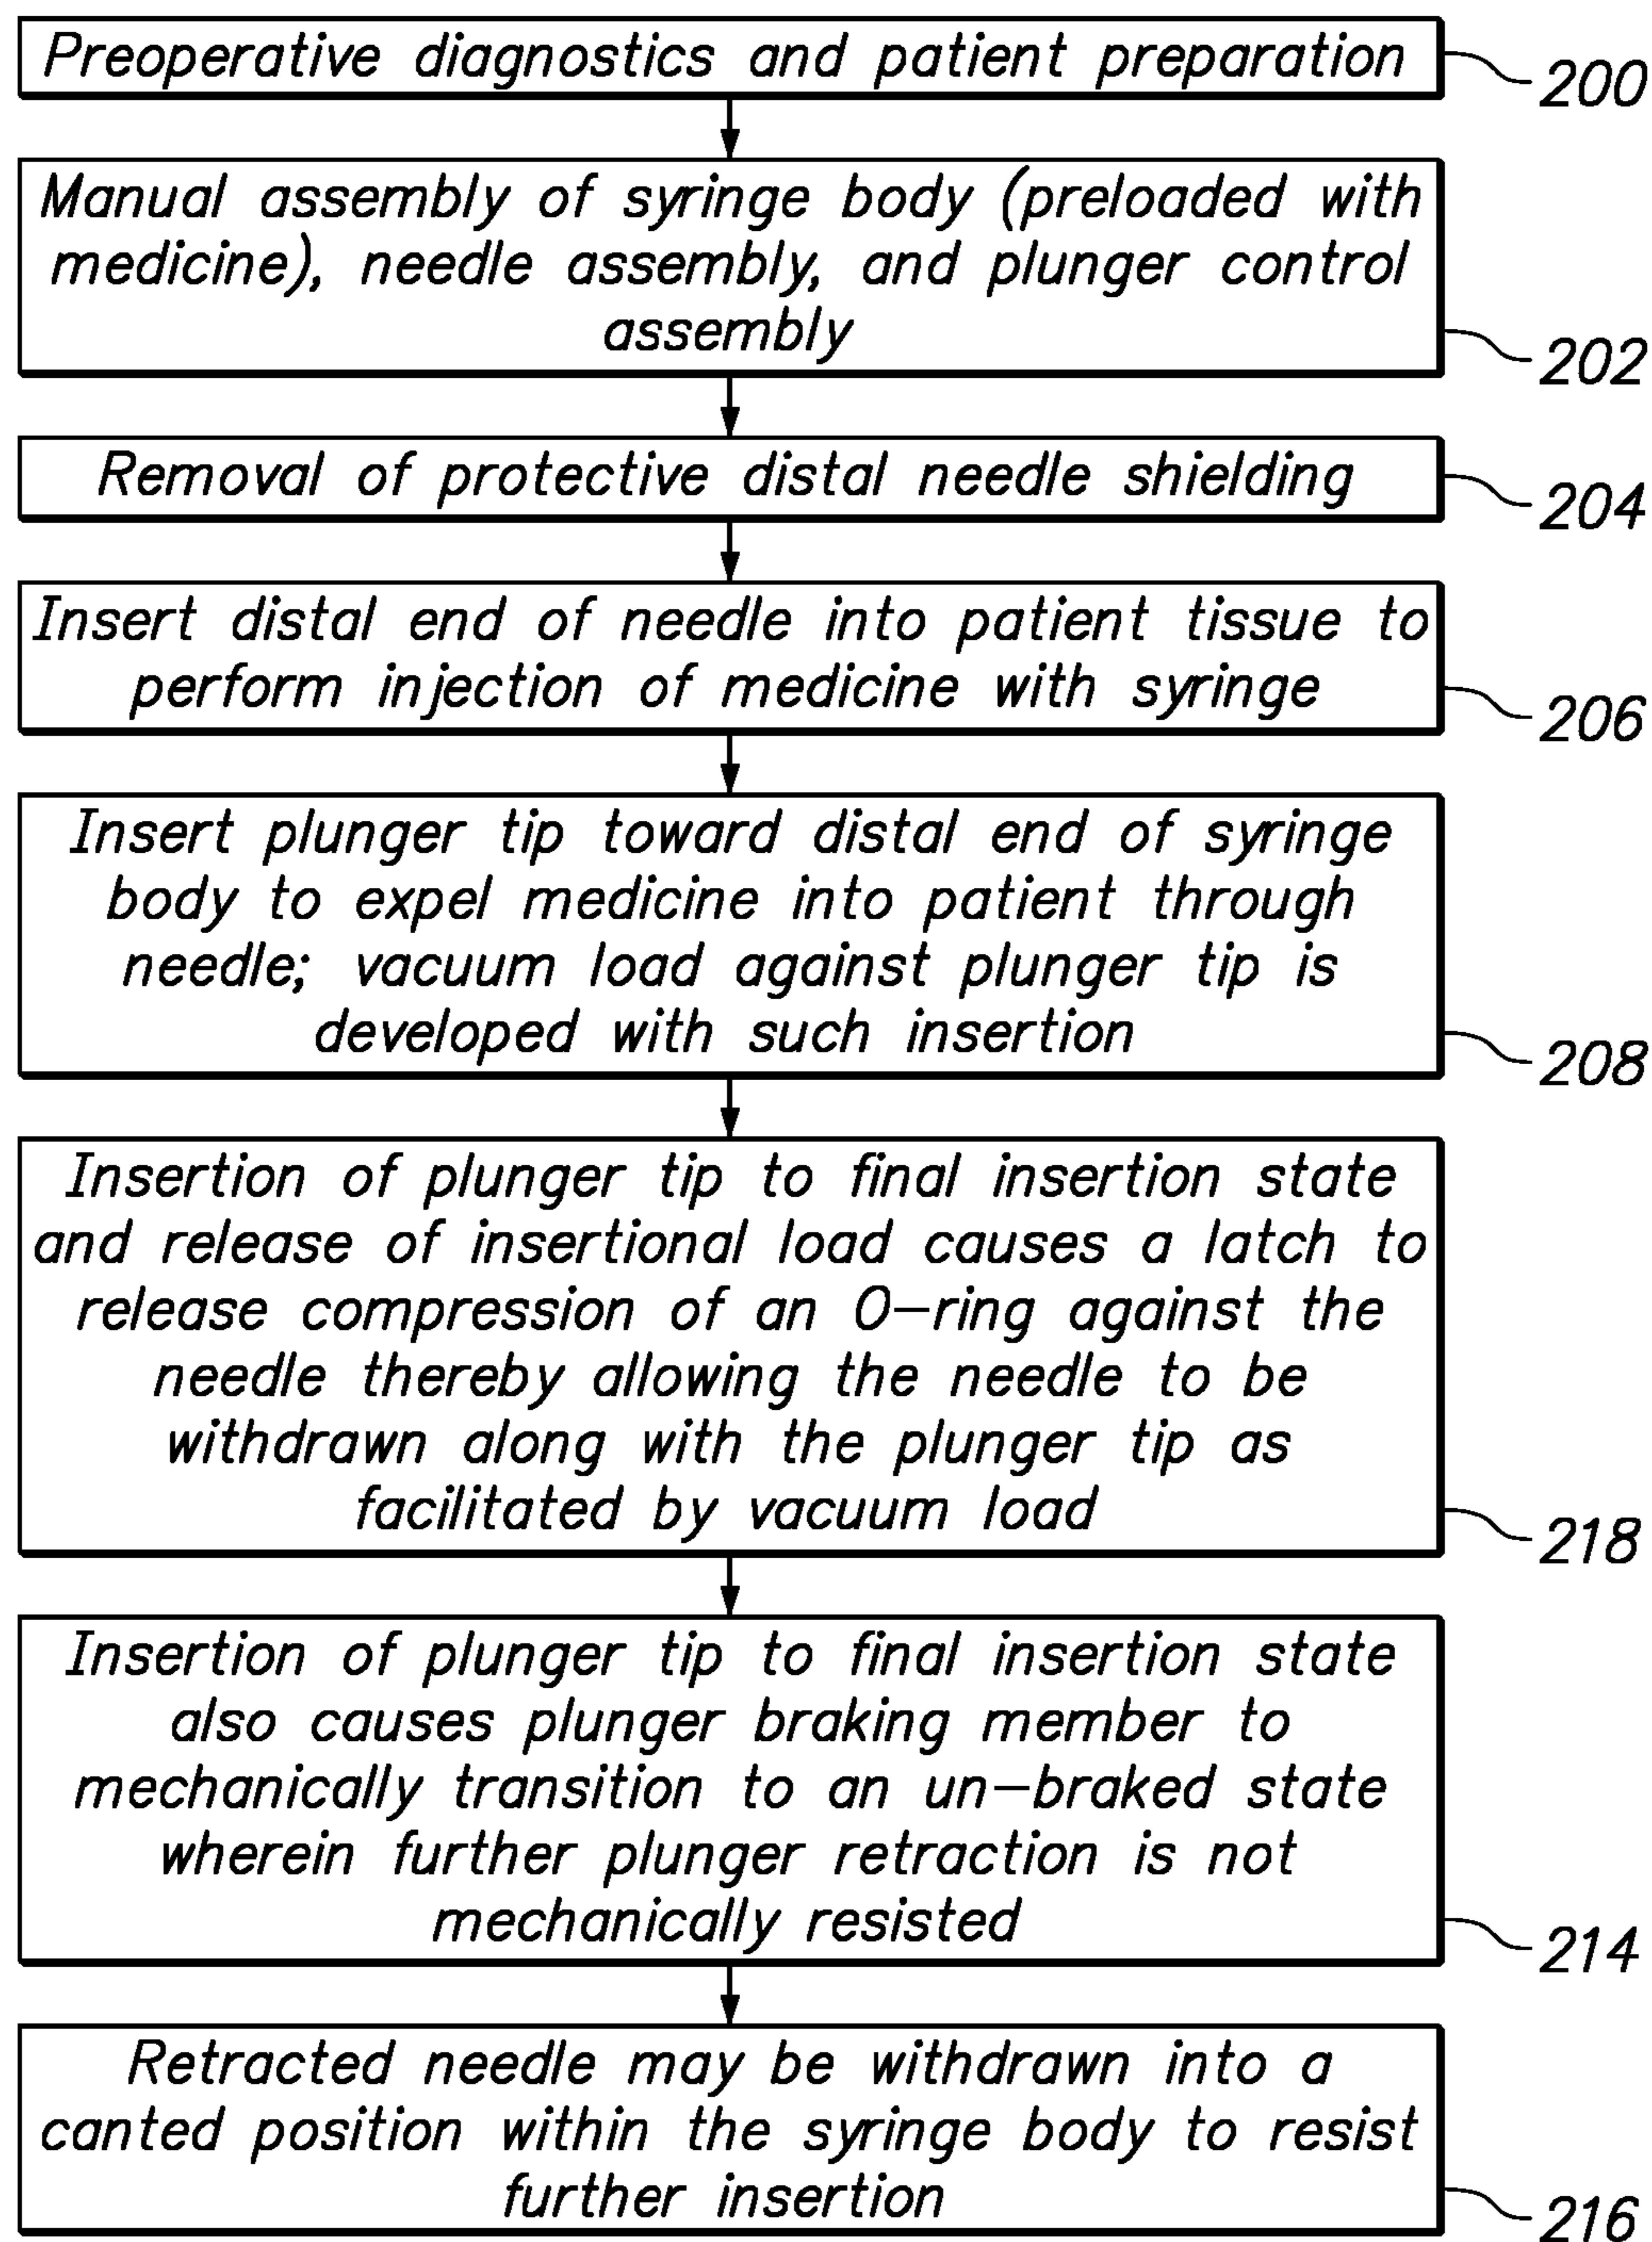 Preoperative diagnostics and patient preparation
200
Manual assembly of syringe body (preloaded with
medicine), needle assembly, and plunger control
assembly
202
Removal of protective distal needle shielding
204
Insert distal end of needle into patient tissue to
perform injection of medicine with syringe
206
Insert plunger tip toward distal end of syringe
body to expel medicine into patient through
needle; vacuum load against plunger tip is
developed with such insertion
208
Insertion of plunger tip to final insertion state
and release of insertional load causes a latch to
release compression of an O-ring against the
needle thereby allowing the needle to be
withdrawn along with the plunger tip as
facilitated by vacuum load
218
Insertion of plunger tip to final insertion state
also causes plunger braking member to
mechanically transition to an un-braked state
wherein further plunger retraction is not
mechanically resisted
214
Retracted needle may be withdrawn into a
canted position within the syringe body to resist
further insertion
216